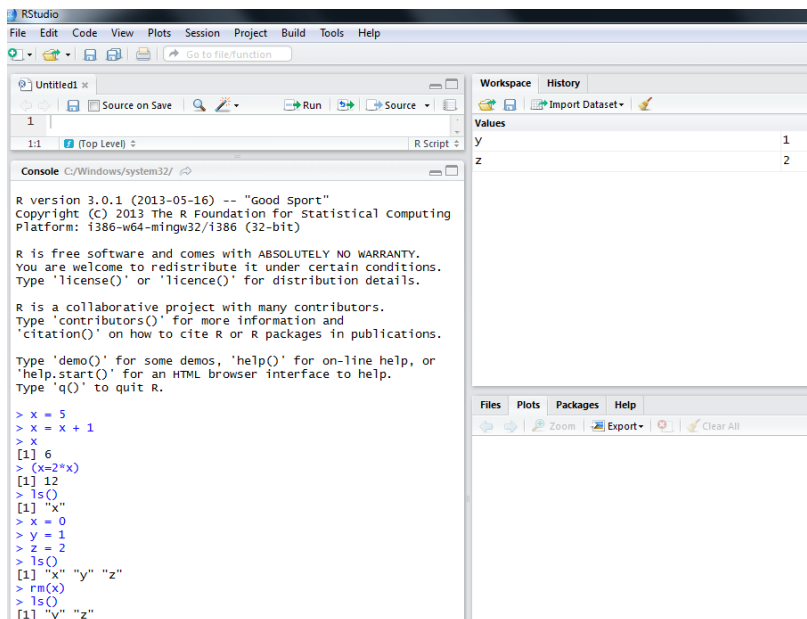 RStudio
File Edit Code View Plots Session Project Build Tools Help
Go to file/function
Untitled1 ×
Source on Save Run Source
1
1:1 (Top Level) R Script
Console C:/Windows/system32/
R version 3.0.1 (2013-05-16) -- "Good Sport"
Copyright (C) 2013 The R Foundation for Statistical Computing
Platform: i386-w64-mingw32/i386 (32-bit)
R is free software and comes with ABSOLUTELY NO WARRANTY.
You are welcome to redistribute it under certain conditions.
Type 'license()' or 'licence()' for distribution details.
R is a collaborative project with many contributors.
Type 'contributors()' for more information and
'citation()' on how to cite R or R packages in publications.
Type 'demo()' for some demos, 'help()' for on-line help, or
'help.start()' for an HTML browser interface to help.
Type 'q()' to quit R.
> x = 5
> x = x + 1
> x
[1] 6
> (x=2*x)
[1] 12
> ls()
[1] "x"
> x = 0
> y = 1
> z = 2
> ls()
[1] "x" "y" "z"
> rm(x)
> ls()
[1] "y" "z"
Workspace History
Import Dataset
Values
y 1
z 2
Files Plots Packages Help
Zoom Export Clear All